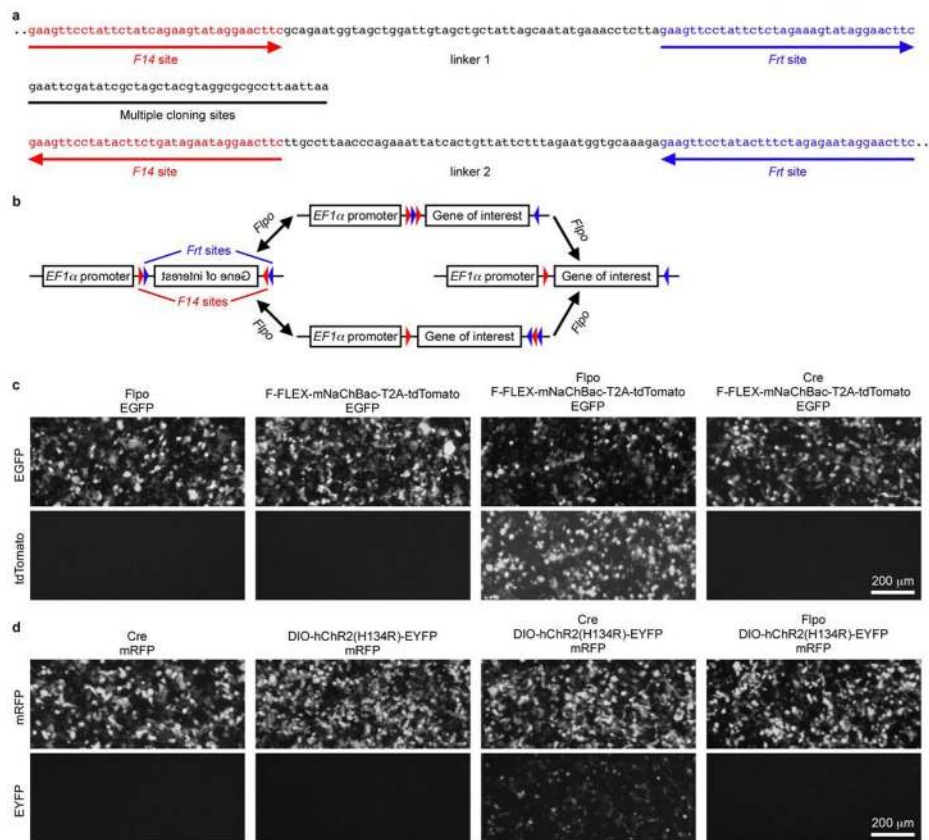 a
..gaagttcctattctatcagaagtataggaacttcgcagaatggtagctggattgtagctgctattagcaatatgaaacctcttagaagttcctattctctagaaagtataggaacttc
F14 site linker 1 Frt site
gaattcgatatcgctagctacgtaggcgcgccttaattaa
Multiple cloning sites
gaagttcctatacttctgatagaataggaacttcttgccttaacccagaaattatcactgttattctttagaatggtgcaaagagaagttcctatactttctagagaataggaacttc..
F14 site linker 2 Frt site
b
EF1α promoter Gene of interest
Flpo Flpo
Frt sites
EF1α promoter Gene of interest EF1α promoter Gene of interest
F14 sites
Flpo Flpo
EF1α promoter Gene of interest
c
Flpo
EGFP
F-FLEX-mNaChBac-T2A-tdTomato
EGFP
Flpo
F-FLEX-mNaChBac-T2A-tdTomato
EGFP
Cre
F-FLEX-mNaChBac-T2A-tdTomato
EGFP
EGFP
tdTomato
200 µm
d
Cre
mRFP
DIO-hChR2(H134R)-EYFP
mRFP
Cre
DIO-hChR2(H134R)-EYFP
mRFP
Flpo
DIO-hChR2(H134R)-EYFP
mRFP
mRFP
EYFP
200 µm